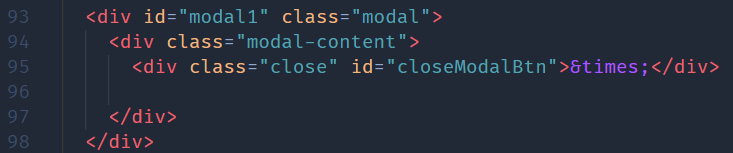 93 <div id="modal1" class="modal">
94 <div class="modal-content">
95 <div class="close" id="closeModalBtn">&times;</div>
96
97 </div>
98 </div>